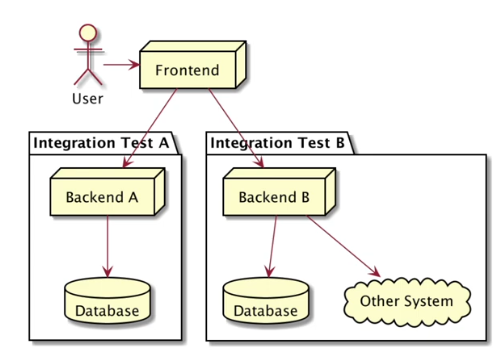 Frontend
User
Integration Test A
Integration Test B
Backend A
Backend B
Database
Database
Other System